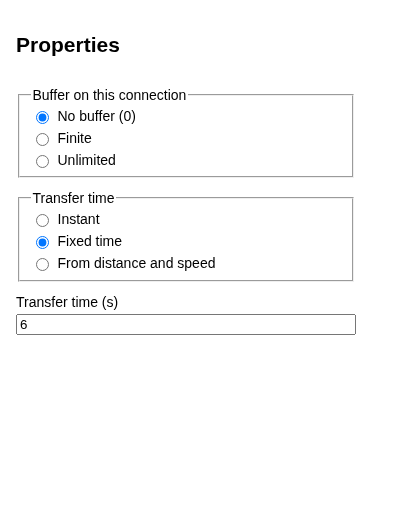 Properties
Buffer on this connection
No buffer (0)
Finite
Unlimited
Transfer time
Instant
Fixed time
From distance and speed
Transfer time (s)
6